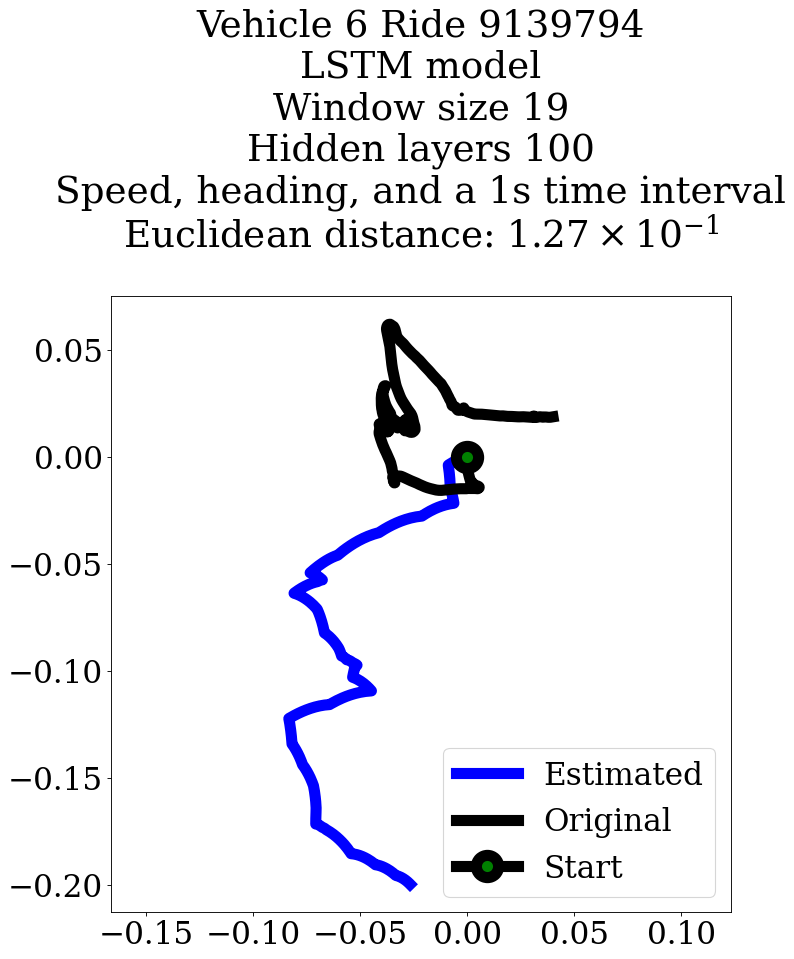 Vehicle 6 Ride 9139794
LSTM model
Window size 19
Hidden layers 100
Speed, heading, and a 1s time interval
Euclidean distance: 1.27 × 10⁻¹
0.05
0.00
−0.05
−0.10
−0.15
−0.20
Estimated
Original
Start
−0.15 −0.10 −0.05 0.00 0.05 0.10